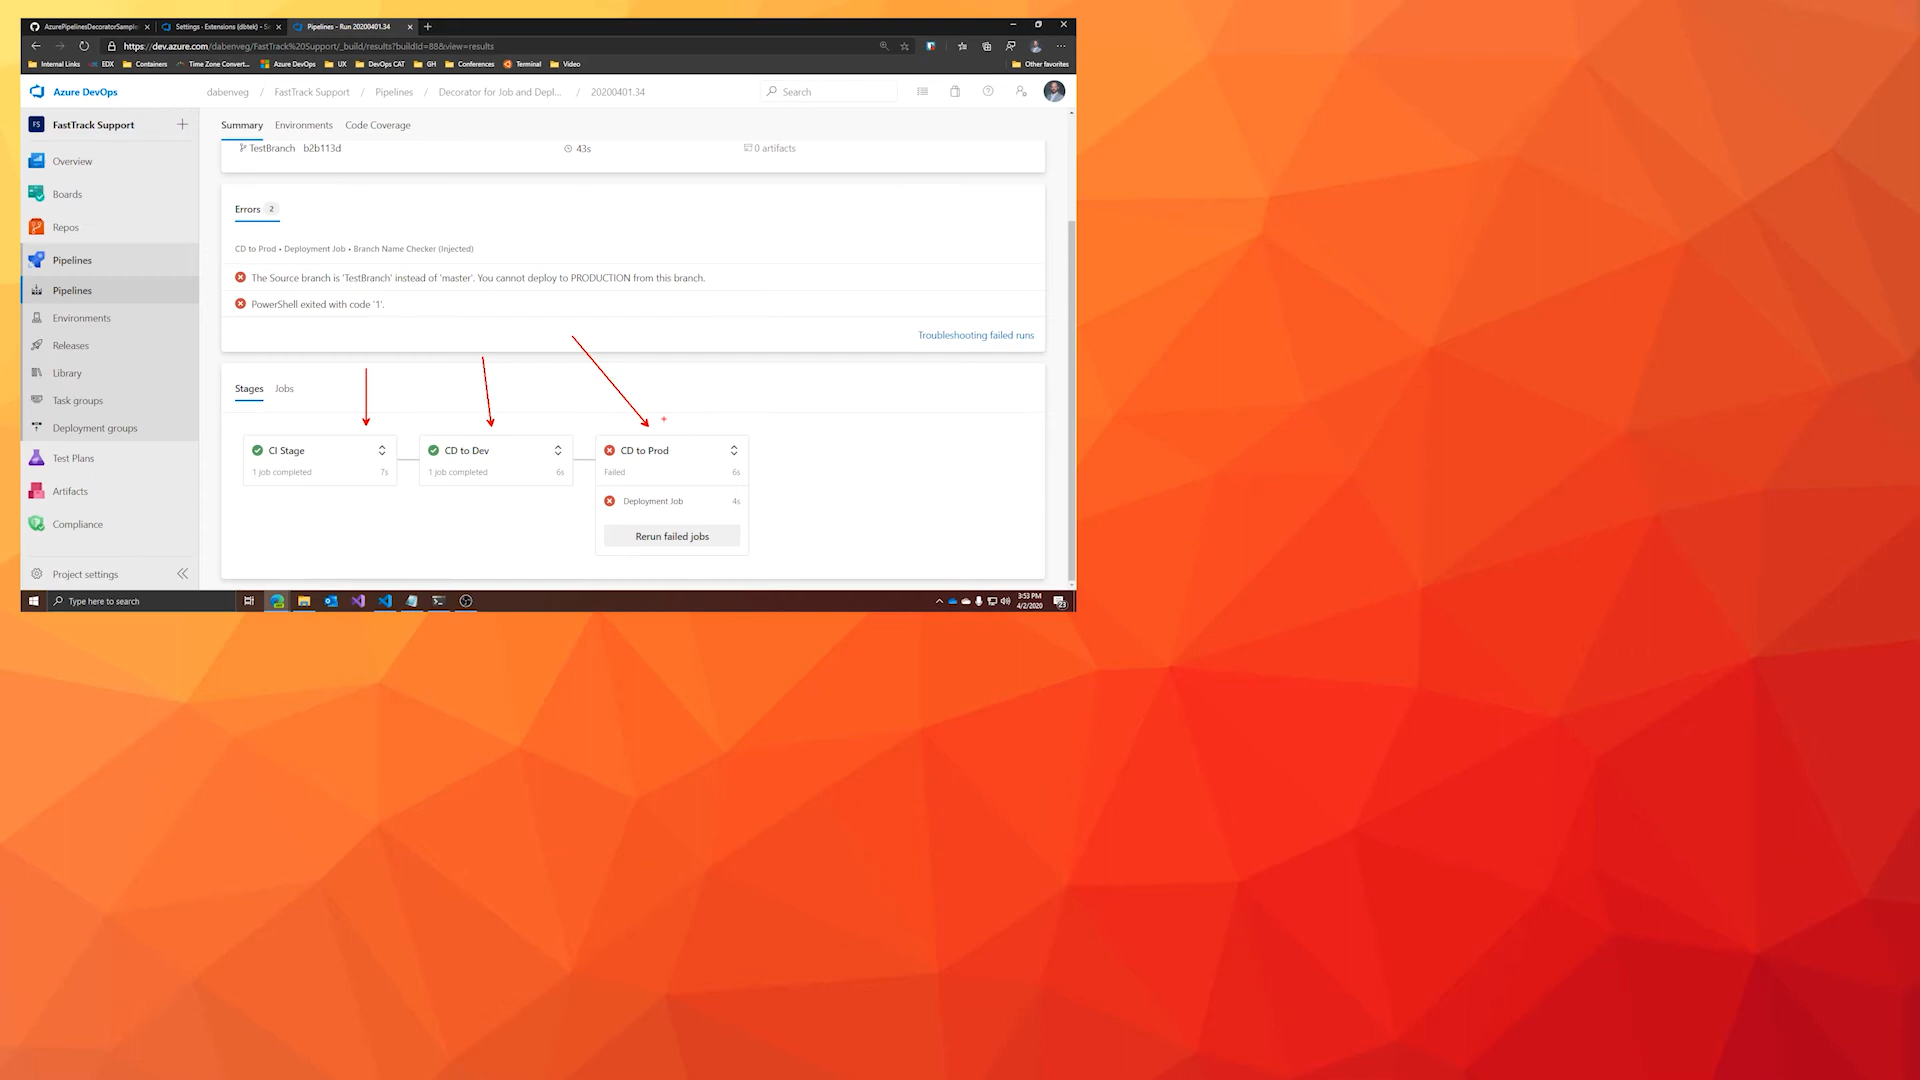 AzurePipelinesDecoratorSample
Settings - Extensions (dbtek) - Se
Pipelines - Run 20200401.34
https://dev.azure.com/dabenveg/FastTrack%20Support/_build/results?buildId=88&view=results
Internal Links EDX Containers Time Zone Convert... Azure DevOps UX DevOps CAT GH Conferences Terminal Video Other favorites
Azure DevOps
dabenveg / FastTrack Support / Pipelines / Decorator for Job and Depl... / 20200401.34
Search
FS FastTrack Support
Overview
Boards
Repos
Pipelines
Pipelines
Environments
Releases
Library
Task groups
Deployment groups
Test Plans
Artifacts
Compliance
Project settings
Summary Environments Code Coverage
TestBranch b2b113d 43s 0 artifacts
Errors 2
CD to Prod • Deployment Job • Branch Name Checker (Injected)
The Source branch is 'TestBranch' instead of 'master'. You cannot deploy to PRODUCTION from this branch.
PowerShell exited with code '1'.
Troubleshooting failed runs
Stages Jobs
CI Stage
1 job completed 7s
CD to Dev
1 job completed 6s
CD to Prod
Failed 6s
Deployment Job 4s
Rerun failed jobs
Type here to search
3:53 PM
4/2/2020
23